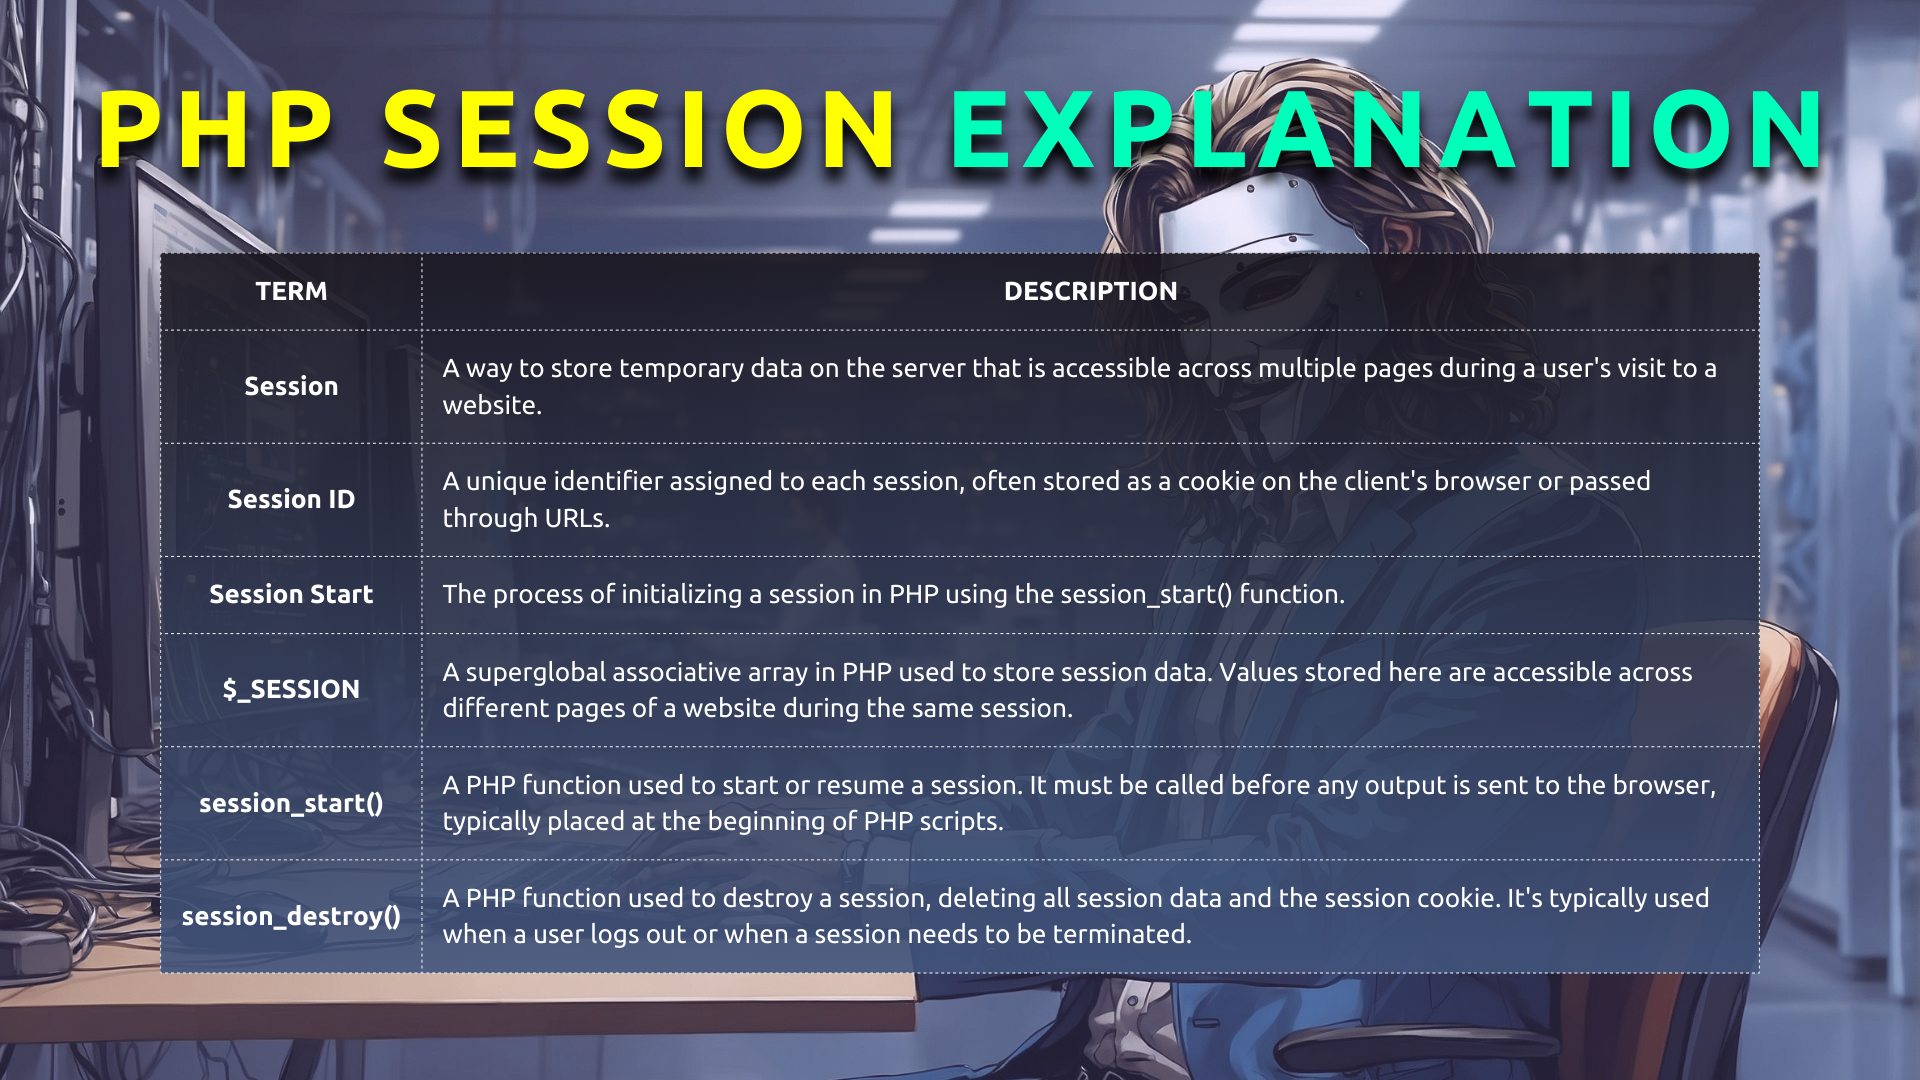 PHP SESSION EXPLANATION
TERM
DESCRIPTION
Session
A way to store temporary data on the server that is accessible across multiple pages during a user's visit to a
website.
Session ID
A unique identifier assigned to each session, often stored as a cookie on the client's browser or passed
through URLs.
Session Start
The process of initializing a session in PHP using the session_start() function.
$_SESSION
A superglobal associative array in PHP used to store session data. Values stored here are accessible across
different pages of a website during the same session.
session_start()
A PHP function used to start or resume a session. It must be called before any output is sent to the browser,
typically placed at the beginning of PHP scripts.
session_destroy()
A PHP function used to destroy a session, deleting all session data and the session cookie. It's typically used
when a user logs out or when a session needs to be terminated.